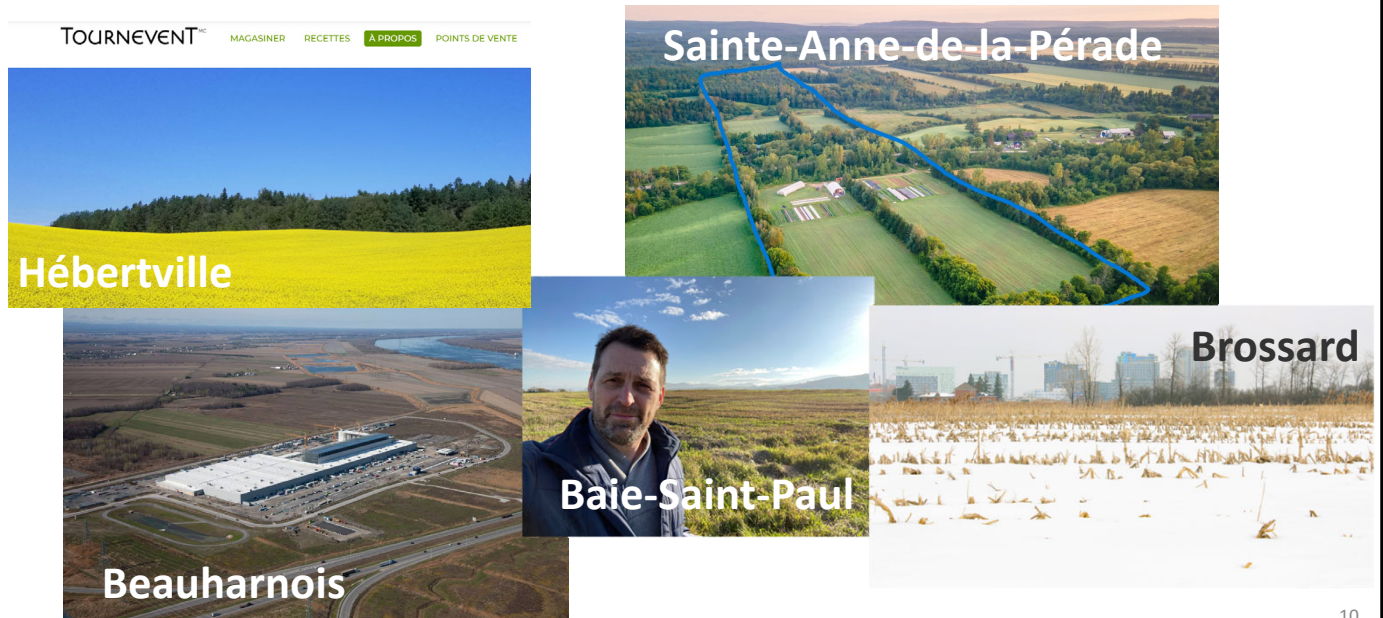 TOURNEVENT MC
MAGASINER RECETTES À PROPOS POINTS DE VENTE
Sainte-Anne-de-la-Pérade
Hébertville
Brossard
Baie-Saint-Paul
Beauharnois
10